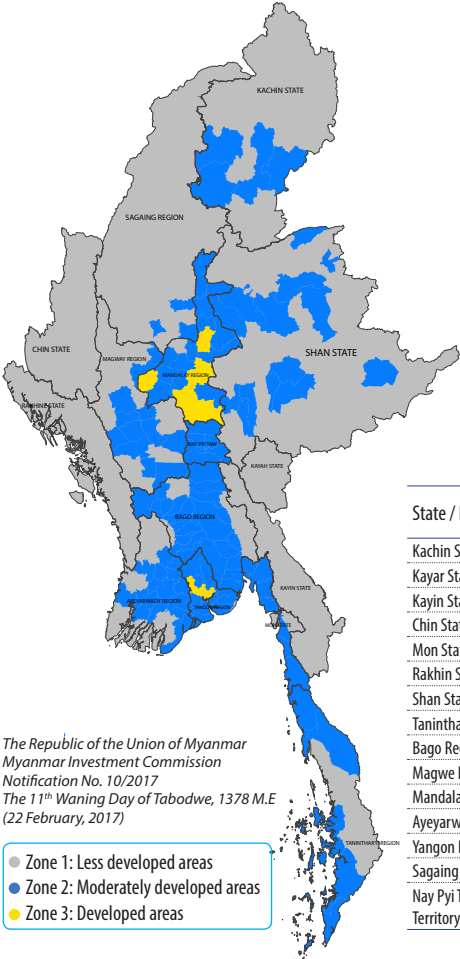 KACHIN STATE
SAGAING REGION
CHIN STATE
MAGWAY REGION
MANDALAY REGION
SHAN STATE
RAKHINE STATE
NAY PYI TAW
KAYAH STATE
BAGO REGION
KAYIN STATE
AYEYARWADY REGION
YANGON REGION
MON STATE
TANINTHARYI REGION
State /
Kachin S
Kayar Sta
Kayin Sta
Chin Stat
Mon Stat
Rakhin S
Shan Sta
Tanintha
Bago Re
Magwe
Mandala
Ayeyarw
Yangon
Sagaing
Nay Pyi T
Territory
The Republic of the Union of Myanmar
Myanmar Investment Commission
Notification No. 10/2017
The 11th Waning Day of Tabodwe, 1378 M.E
(22 February, 2017)
Zone 1: Less developed areas
Zone 2: Moderately developed areas
Zone 3: Developed areas